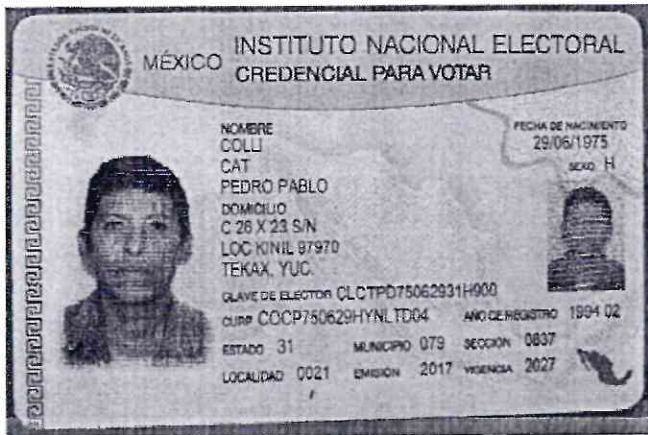 MÉXICO
INSTITUTO NACIONAL ELECTORAL
CREDENCIAL PARA VOTAR
NOMBRE
COLLI
CAT
PEDRO PABLO
DOMICILIO
C 26 X 23 S/N
LOC KINIL 97970
TEKAX, YUC.
FECHA DE NACIMIENTO
29/06/1975
SEXO H
CLAVE DE ELECTOR CLCTPD75062931H900
CURP COCP750629HYNLTD04 AÑO DE REGISTRO 1994 02
ESTADO 31 MUNICIPIO 079 SECCIÓN 0837
LOCALIDAD 0021 EMISIÓN 2017 VIGENCIA 2027